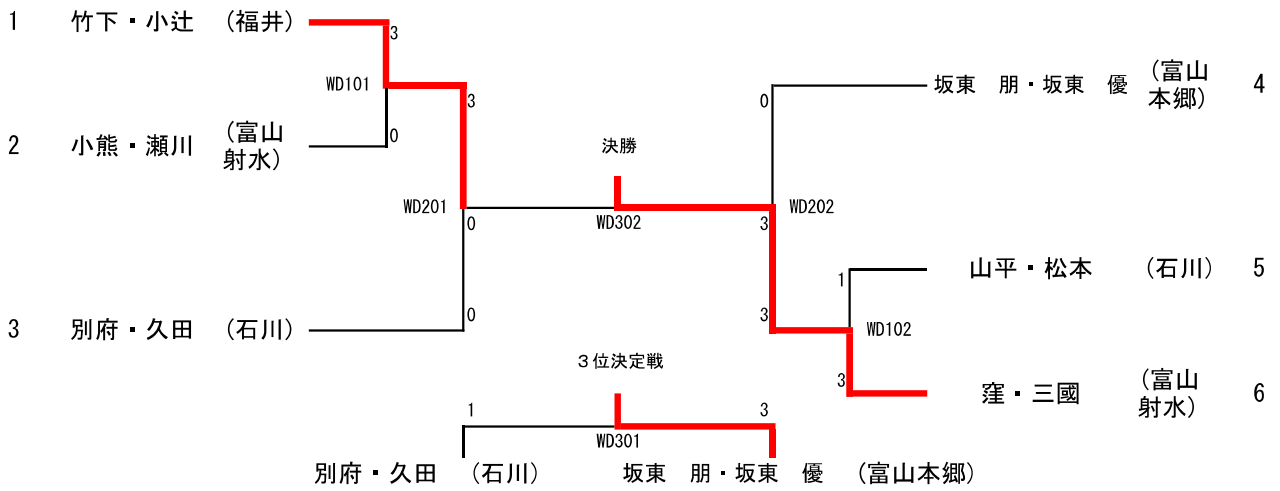 1 竹下・小辻 (福井)
3
WD101
0
2 小熊・瀬川 (富山
射水)
3
WD201
0
0
3 別府・久田 (石川)
決勝
WD302
0
坂東 朋・坂東 優 (富山
本郷) 4
WD202
3
1
山平・松本 (石川) 5
3
WD102
3
窪・三國 (富山
射水) 6
３位決定戦
1
3
WD301
別府・久田 (石川)
坂東 朋・坂東 優 (富山本郷)